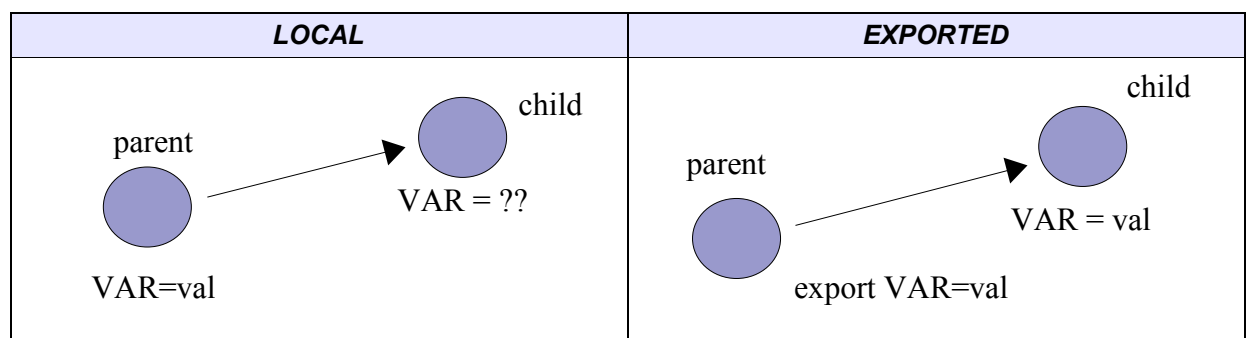 LOCAL
EXPORTED
parent
child
VAR = ??
VAR=val
parent
child
VAR = val
export VAR=val